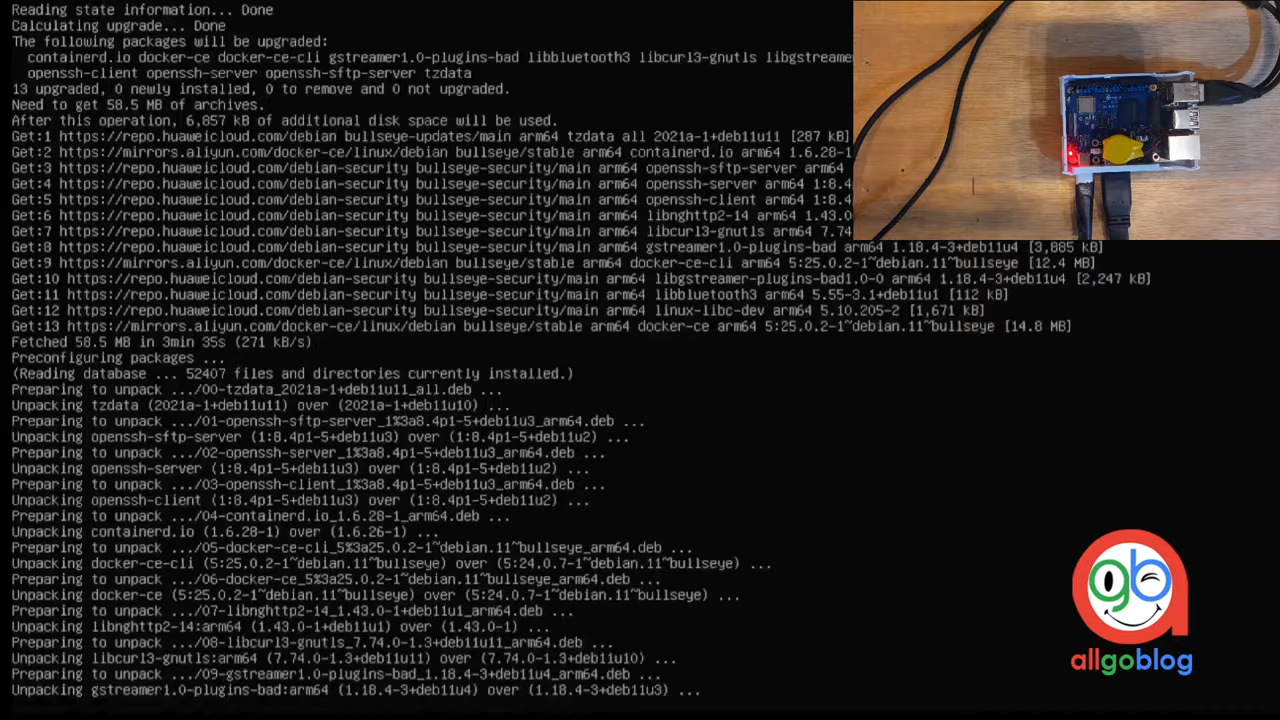 Reading state information... Done
Calculating upgrade... Done
The following packages will be upgraded:
containerd.io docker-ce docker-ce-cli gstreamer1.0-plugins-bad libbluetooth3 libcurl3-gnutls libgstreame
openssh-client openssh-server openssh-sftp-server tzdata
13 upgraded, 0 newly installed, 0 to remove and 0 not upgraded.
Need to get 58.5 MB of archives.
After this operation, 6,857 kB of additional disk space will be used.
Get:1 https://repo.huaweicloud.com/debian bullseye-updates/main arm64 tzdata all 2021a-1+deb11u11 [287 kB]
Get:2 https://mirrors.aliyun.com/docker-ce/linux/debian bullseye/stable arm64 containerd.io arm64 1.6.28-1
Get:3 https://repo.huaweicloud.com/debian-security bullseye-security/main arm64 openssh-sftp-server arm64
Get:4 https://repo.huaweicloud.com/debian-security bullseye-security/main arm64 openssh-server arm64 1:8.4
Get:5 https://repo.huaweicloud.com/debian-security bullseye-security/main arm64 openssh-client arm64 1:8.4
Get:6 https://repo.huaweicloud.com/debian-security bullseye-security/main arm64 libnghttp2-14 arm64 1.43.0
Get:7 https://repo.huaweicloud.com/debian-security bullseye-security/main arm64 libcurl3-gnutls arm64 7.74
Get:8 https://repo.huaweicloud.com/debian-security bullseye-security/main arm64 gstreamer1.0-plugins-bad arm64 1.18.4-3+deb11u4 [3,885 kB]
Get:9 https://mirrors.aliyun.com/docker-ce/linux/debian bullseye/stable arm64 docker-ce-cli arm64 5:25.0.2-1~debian.11~bullseye [12.4 MB]
Get:10 https://repo.huaweicloud.com/debian-security bullseye-security/main arm64 libgstreamer-plugins-bad1.0-0 arm64 1.18.4-3+deb11u4 [2,247 kB]
Get:11 https://repo.huaweicloud.com/debian-security bullseye-security/main arm64 libbluetooth3 arm64 5.55-3.1+deb11u1 [112 kB]
Get:12 https://repo.huaweicloud.com/debian-security bullseye-security/main arm64 linux-libc-dev arm64 5.10.205-2 [1,671 kB]
Get:13 https://mirrors.aliyun.com/docker-ce/linux/debian bullseye/stable arm64 docker-ce arm64 5:25.0.2-1~debian.11~bullseye [14.8 MB]
Fetched 58.5 MB in 3min 35s (271 kB/s)
Preconfiguring packages ...
(Reading database ... 52407 files and directories currently installed.)
Preparing to unpack .../00-tzdata_2021a-1+deb11u11_all.deb ...
Unpacking tzdata (2021a-1+deb11u11) over (2021a-1+deb11u10) ...
Preparing to unpack .../01-openssh-sftp-server_1%3a8.4p1-5+deb11u3_arm64.deb ...
Unpacking openssh-sftp-server (1:8.4p1-5+deb11u3) over (1:8.4p1-5+deb11u2) ...
Preparing to unpack .../02-openssh-server_1%3a8.4p1-5+deb11u3_arm64.deb ...
Unpacking openssh-server (1:8.4p1-5+deb11u3) over (1:8.4p1-5+deb11u2) ...
Preparing to unpack .../03-openssh-client_1%3a8.4p1-5+deb11u3_arm64.deb ...
Unpacking openssh-client (1:8.4p1-5+deb11u3) over (1:8.4p1-5+deb11u2) ...
Preparing to unpack .../04-containerd.io_1.6.28-1_arm64.deb ...
Unpacking containerd.io (1.6.28-1) over (1.6.26-1) ...
Preparing to unpack .../05-docker-ce-cli_5%3a25.0.2-1~debian.11~bullseye_arm64.deb ...
Unpacking docker-ce-cli (5:25.0.2-1~debian.11~bullseye) over (5:24.0.7-1~debian.11~bullseye) ...
Preparing to unpack .../06-docker-ce_5%3a25.0.2-1~debian.11~bullseye_arm64.deb ...
Unpacking docker-ce (5:25.0.2-1~debian.11~bullseye) over (5:24.0.7-1~debian.11~bullseye) ...
Preparing to unpack .../07-libnghttp2-14_1.43.0-1+deb11u1_arm64.deb ...
Unpacking libnghttp2-14:arm64 (1.43.0-1+deb11u1) over (1.43.0-1) ...
Preparing to unpack .../08-libcurl3-gnutls_7.74.0-1.3+deb11u11_arm64.deb ...
Unpacking libcurl3-gnutls:arm64 (7.74.0-1.3+deb11u11) over (7.74.0-1.3+deb11u10) ...
Preparing to unpack .../09-gstreamer1.0-plugins-bad_1.18.4-3+deb11u4_arm64.deb ...
Unpacking gstreamer1.0-plugins-bad:arm64 (1.18.4-3+deb11u4) over (1.18.4-3+deb11u3) ...
gb
allgoblog